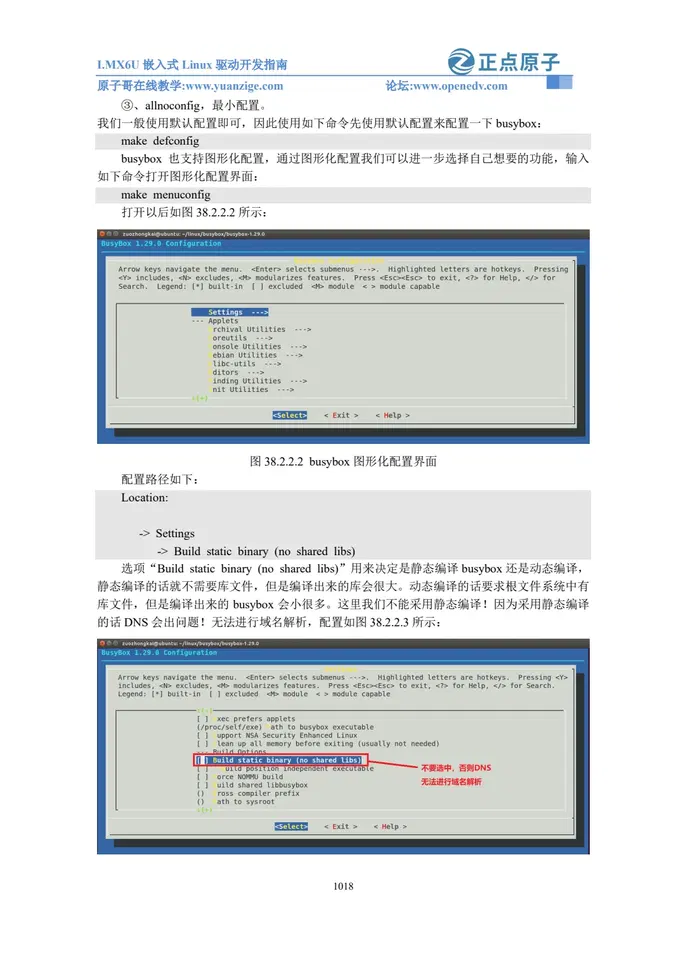 I.MX6U 嵌入式 Linux 驱动开发指南
正点原子
原子哥在线教学:www.yuanzige.com 论坛:www.openedv.com
③、allnoconfig，最小配置。
我们一般使用默认配置即可，因此使用如下命令先使用默认配置来配置一下 busybox：
make defconfig
busybox 也支持图形化配置，通过图形化配置我们可以进一步选择自己想要的功能，输入
如下命令打开图形化配置界面：
make menuconfig
打开以后如图 38.2.2.2 所示：
zuozhongkai@ubuntu: ~/linux/busybox/busybox-1.29.0
BusyBox 1.29.0 Configuration
Arrow keys navigate the menu. <Enter> selects submenus --->. Highlighted letters are hotkeys. Pressing
<Y> includes, <N> excludes, <M> modularizes features. Press <Esc><Esc> to exit, <?> for Help, </> for
Search. Legend: [*] built-in [ ] excluded <M> module < > module capable
Settings --->
--- Applets
rchival Utilities --->
oreutils --->
onsole Utilities --->
ebian Utilities --->
libc-utils --->
ditors --->
inding Utilities --->
nit Utilities --->
<Select> < Exit > < Help >
图 38.2.2.2 busybox 图形化配置界面
配置路径如下：
Location:
-> Settings
-> Build static binary (no shared libs)
选项“Build static binary (no shared libs)”用来决定是静态编译 busybox 还是动态编译，
静态编译的话就不需要库文件，但是编译出来的库会很大。动态编译的话要求根文件系统中有
库文件，但是编译出来的 busybox 会小很多。这里我们不能采用静态编译！因为采用静态编译
的话 DNS 会出问题！无法进行域名解析，配置如图 38.2.2.3 所示：
zuozhongkai@ubuntu: ~/linux/busybox/busybox-1.29.0
BusyBox 1.29.0 Configuration
Arrow keys navigate the menu. <Enter> selects submenus --->. Highlighted letters are hotkeys. Pressing <Y>
includes, <N> excludes, <M> modularizes features. Press <Esc><Esc> to exit, <?> for Help, </> for Search.
Legend: [*] built-in [ ] excluded <M> module < > module capable
[ ] xec prefers applets
(/proc/self/exe) ath to busybox executable
[ ] upport NSA Security Enhanced Linux
[ ] lean up all memory before exiting (usually not needed)
--- Build Options
[ ] Build static binary (no shared libs)
[ ] uild position independent executable
[ ] orce NOMMU build
[ ] uild shared libbusybox
() ross compiler prefix
() ath to sysroot
不要选中，否则DNS
无法进行域名解析
<Select> < Exit > < Help >
1018